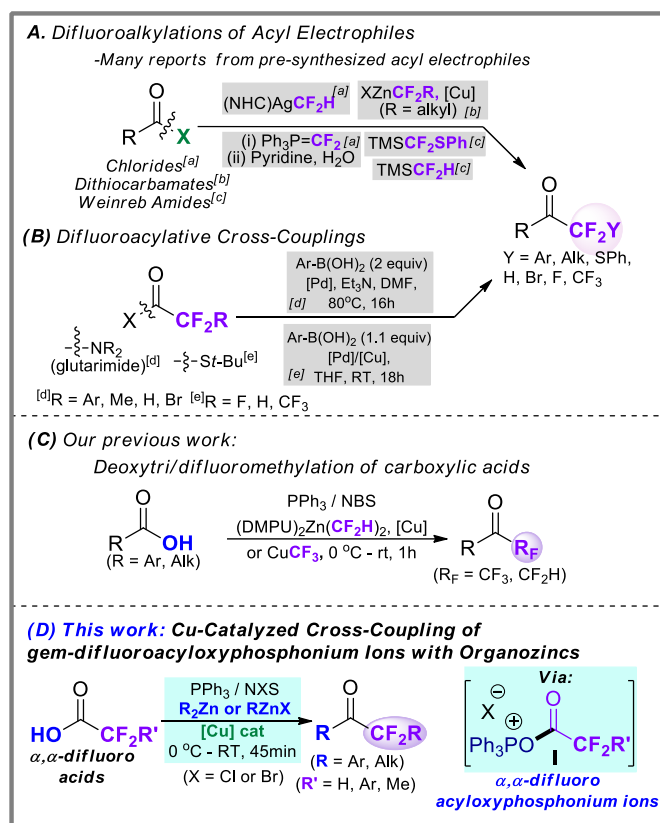 A. Difluoroalkylations of Acyl Electrophiles
-Many reports from pre-synthesized acyl electrophiles
O
R
X
(NHC)AgCF2H[a]
XZnCF2R, [Cu]
(R = alkyl) [b]
(i) Ph3P=CF2 [a]
(ii) Pyridine, H2O
TMSCF2SPh[c]
TMSCF2H[c]
Chlorides[a]
Dithiocarbamates[b]
Weinreb Amides[c]
O
R
CF2Y
Y = Ar, Alk, SPh,
H, Br, F, CF3
(B) Difluoroacylative Cross-Couplings
O
X
CF2R
Ar-B(OH)2 (2 equiv)
[Pd], Et3N, DMF,
[d] 80°C, 16h
Ar-B(OH)2 (1.1 equiv)
[Pd]/[Cu],
[e] THF, RT, 18h
NR2
(glutarimide)[d]
St-Bu[e]
[d]R = Ar, Me, H, Br [e]R = F, H, CF3
(C) Our previous work:
Deoxytri/difluoromethylation of carboxylic acids
O
R
OH
(R = Ar, Alk)
PPh3 / NBS
(DMPU)2Zn(CF2H)2, [Cu]
or CuCF3, 0 °C - rt, 1h
O
R
RF
(RF = CF3, CF2H)
(D) This work: Cu-Catalyzed Cross-Coupling of
gem-difluoroacyloxyphosphonium Ions with Organozincs
O
HO
CF2R'
α,α-difluoro
acids
PPh3 / NXS
R2Zn or RZnX
[Cu] cat
0 °C - RT, 45min
(X = Cl or Br)
O
R
CF2R
(R = Ar, Alk)
(R' = H, Ar, Me)
Via:
X
O
Ph3PO
CF2R'
I
α,α-difluoro
acyloxyphosphonium ions